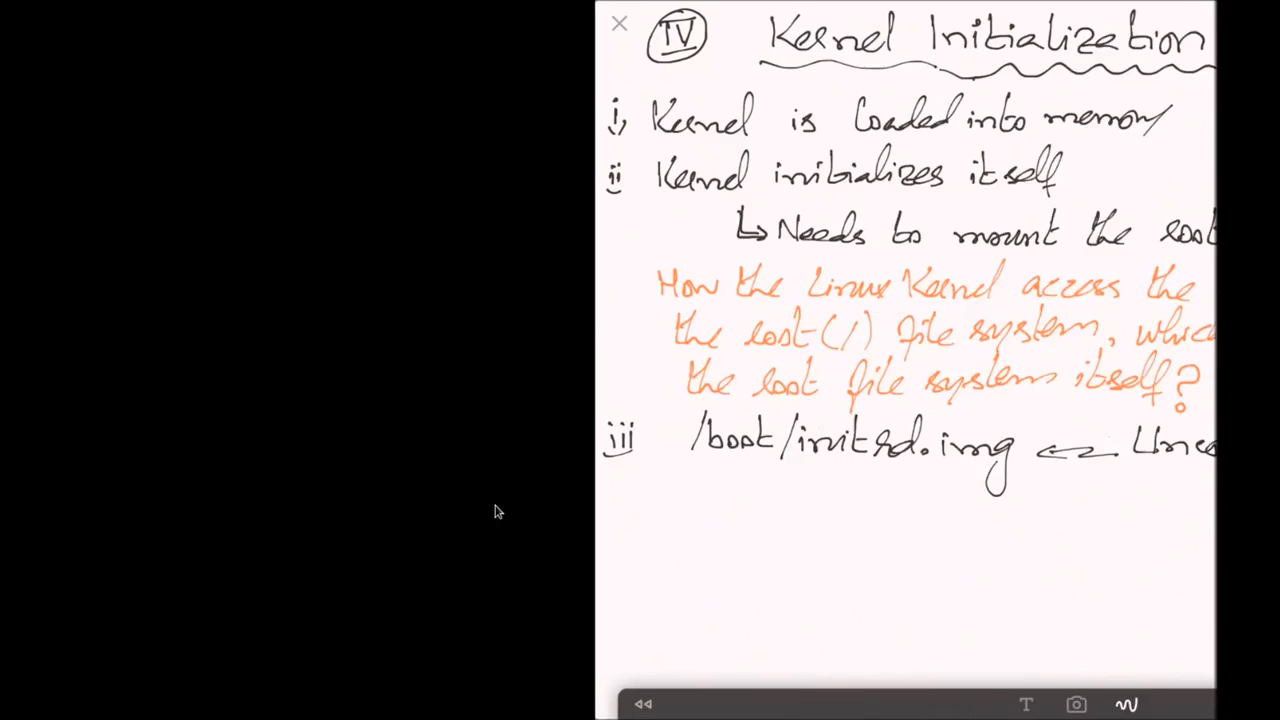 IV Kernel Initialization
i, Kernel is loaded into memory
ii Kernel initializes itself
↳ Needs to mount the root
How the Linux Kernel access the
the root (/) file system, which
the root file system itself?
iii /boot/initrd.img ←
T